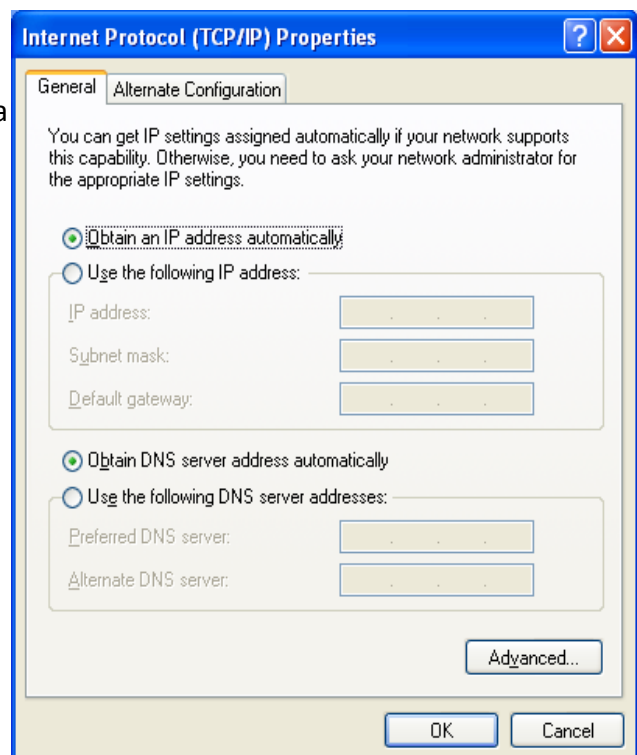 Internet Protocol (TCP/IP) Properties
General
Alternate Configuration
a
You can get IP settings assigned automatically if your network supports
this capability. Otherwise, you need to ask your network administrator for
the appropriate IP settings.
Obtain an IP address automatically
Use the following IP address:
IP address:
Subnet mask:
Default gateway:
Obtain DNS server address automatically
Use the following DNS server addresses:
Preferred DNS server:
Alternate DNS server:
Advanced...
OK
Cancel